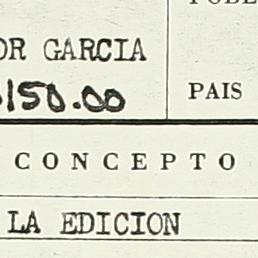 OR GARCIA
150.00
PAIS
CONCEPTO
LA EDICION